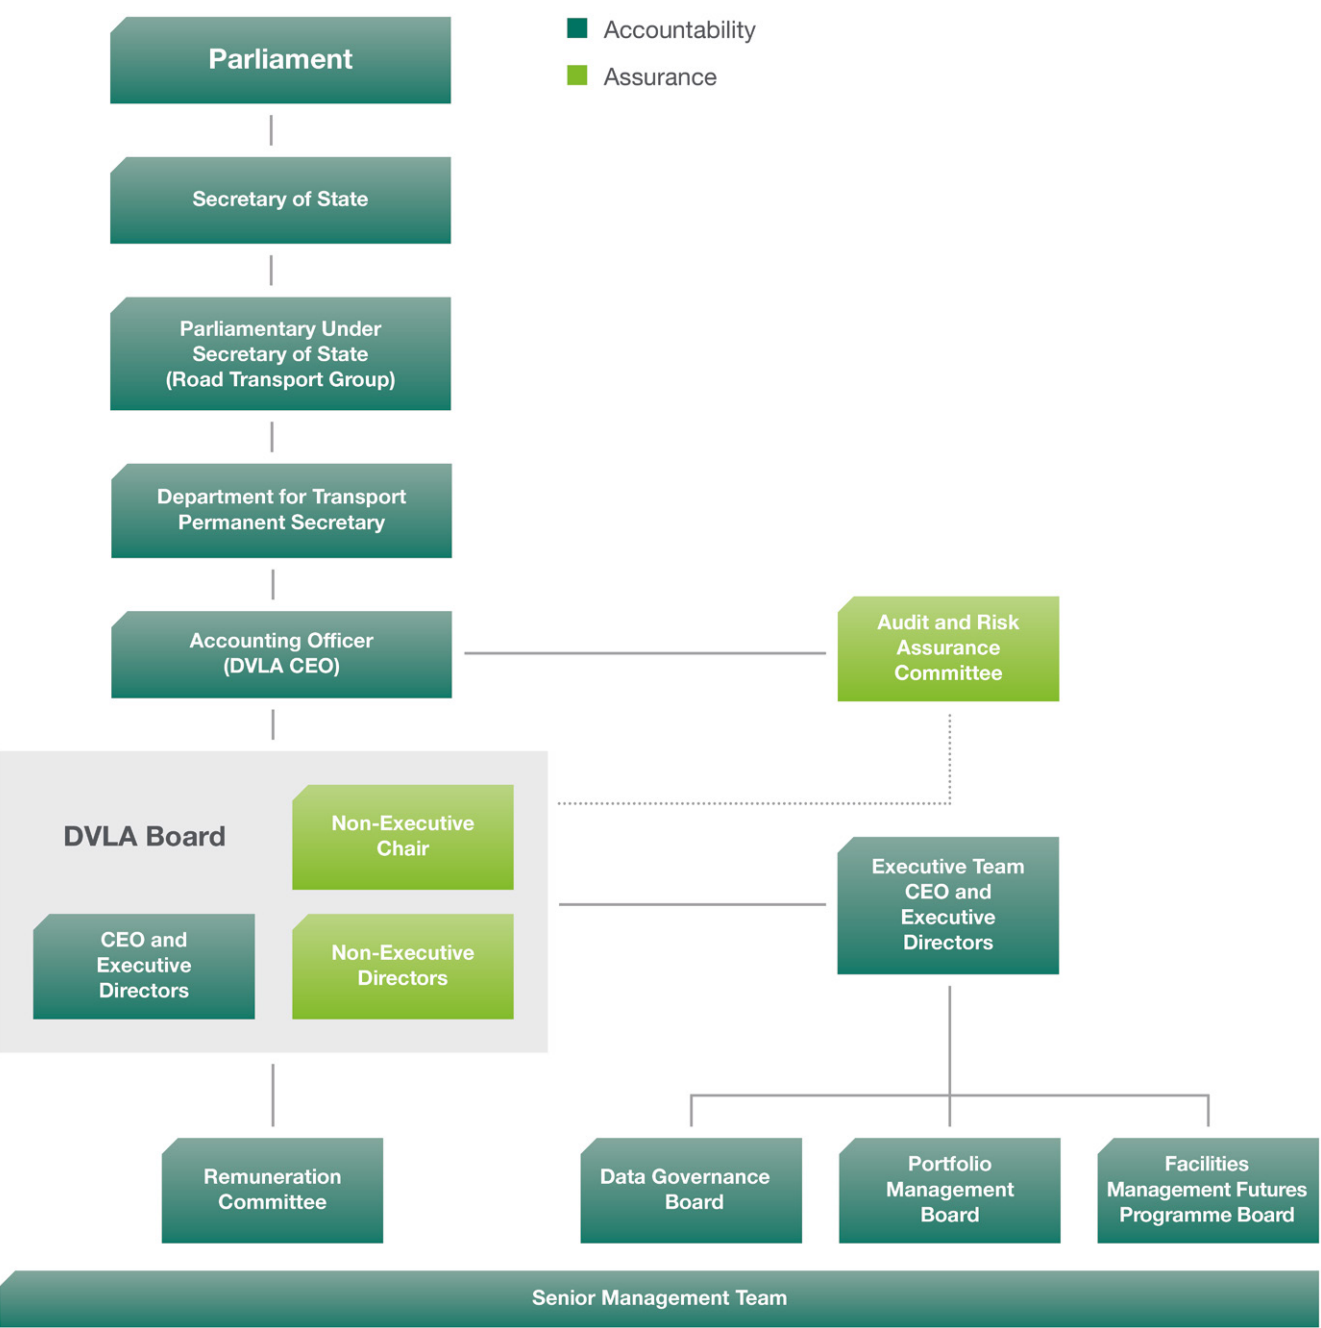 Parliament
Accountability
Assurance
Secretary of State
Parliamentary Under
Secretary of State
(Road Transport Group)
Department for Transport
Permanent Secretary
Accounting Officer
(DVLA CEO)
Audit and Risk
Assurance
Committee
DVLA Board
Non-Executive
Chair
CEO and
Executive
Directors
Non-Executive
Directors
Executive Team
CEO and
Executive
Directors
Remuneration
Committee
Data Governance
Board
Portfolio
Management
Board
Facilities
Management Futures
Programme Board
Senior Management Team